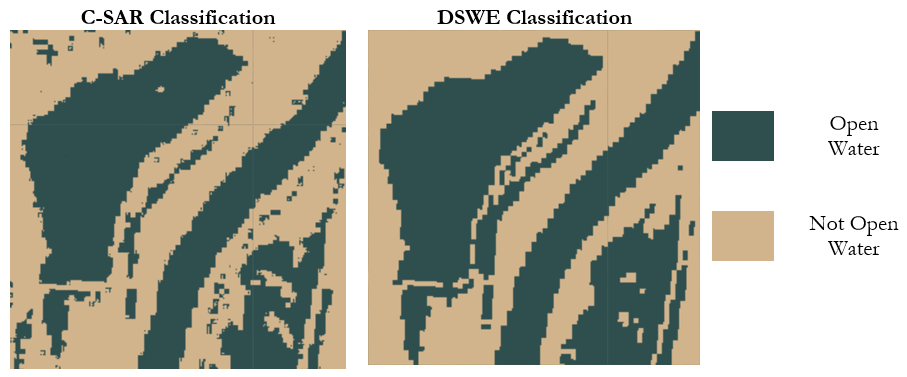 C-SAR Classification
DSWE Classification
Open
Water
Not Open
Water